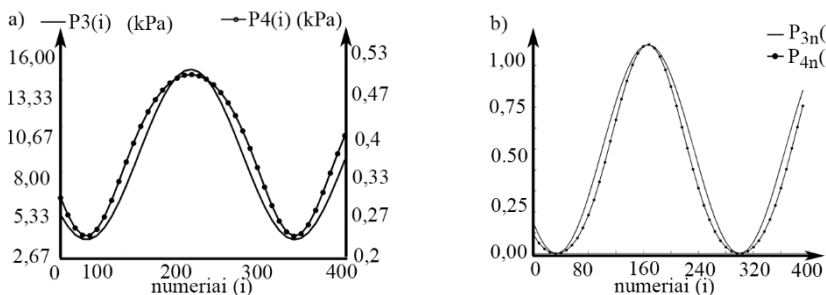 a) P3(i) (kPa) P4(i) (kPa)
16,00
13,33
10,67
8,00
5,33
2,67
0,53
0,47
0,4
0,33
0,27
0,2
0 100 200 300 400
numeriai (i)
b) P3n(
P4n(
1,00
0,75
0,50
0,25
0,00
0 80 160 240 320 400
numeriai (i)